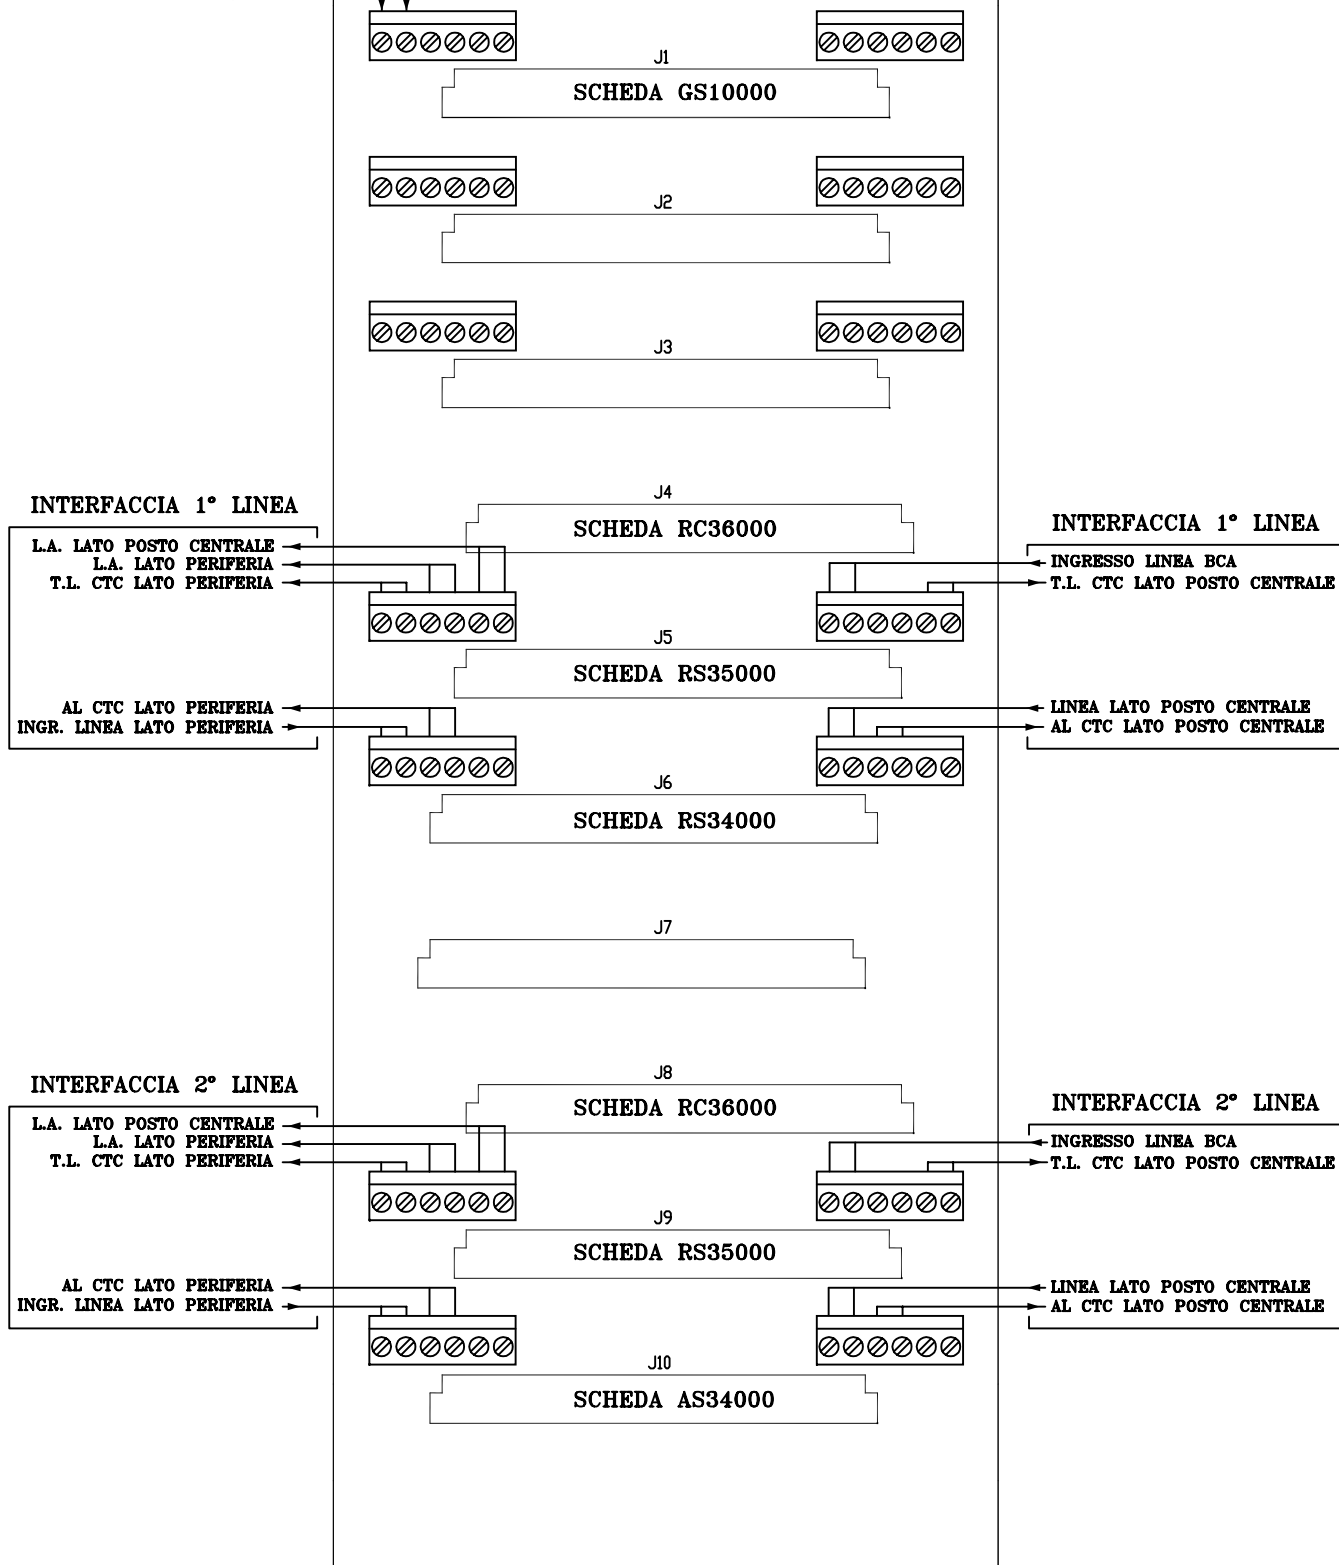 J1
SCHEDA GS10000
J2
J3
J4
SCHEDA RC36000
INTERFACCIA 1° LINEA
L.A. LATO POSTO CENTRALE
L.A. LATO PERIFERIA
T.L. CTC LATO PERIFERIA
INTERFACCIA 1° LINEA
INGRESSO LINEA BCA
T.L. CTC LATO POSTO CENTRALE
J5
SCHEDA RS35000
AL CTC LATO PERIFERIA
INGR. LINEA LATO PERIFERIA
LINEA LATO POSTO CENTRALE
AL CTC LATO POSTO CENTRALE
J6
SCHEDA RS34000
J7
J8
SCHEDA RC36000
INTERFACCIA 2° LINEA
L.A. LATO POSTO CENTRALE
L.A. LATO PERIFERIA
T.L. CTC LATO PERIFERIA
INTERFACCIA 2° LINEA
INGRESSO LINEA BCA
T.L. CTC LATO POSTO CENTRALE
J9
SCHEDA RS35000
AL CTC LATO PERIFERIA
INGR. LINEA LATO PERIFERIA
LINEA LATO POSTO CENTRALE
AL CTC LATO POSTO CENTRALE
J10
SCHEDA AS34000